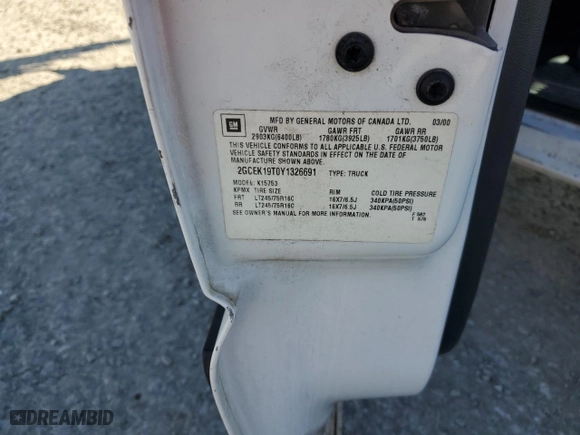 GM
MFD BY GENERAL MOTORS OF CANADA LTD. 03/00
GVWR GAWR FRT GAWR RR
2903KG(6400LB) 1780KG(3925LB) 1701KG(3750LB)
THIS VEHICLE CONFORMS TO ALL APPLICABLE U.S. FEDERAL MOTOR
VEHICLE SAFETY STANDARDS IN EFFECT ON THE DATE OF
MANUFACTURE SHOWN ABOVE.
2GCEK19T0Y1326691 TYPE: TRUCK
MODEL: K15753
TIRE SIZE RIM COLD TIRE PRESSURE
FRT LT245/75R16C 16X7/6.5J 340KPA(50PSI)
RR LT245/75R16C 16X7/6.5J 340KPA(50PSI)
SEE OWNER'S MANUAL FOR MORE INFORMATION.
DREAMBID